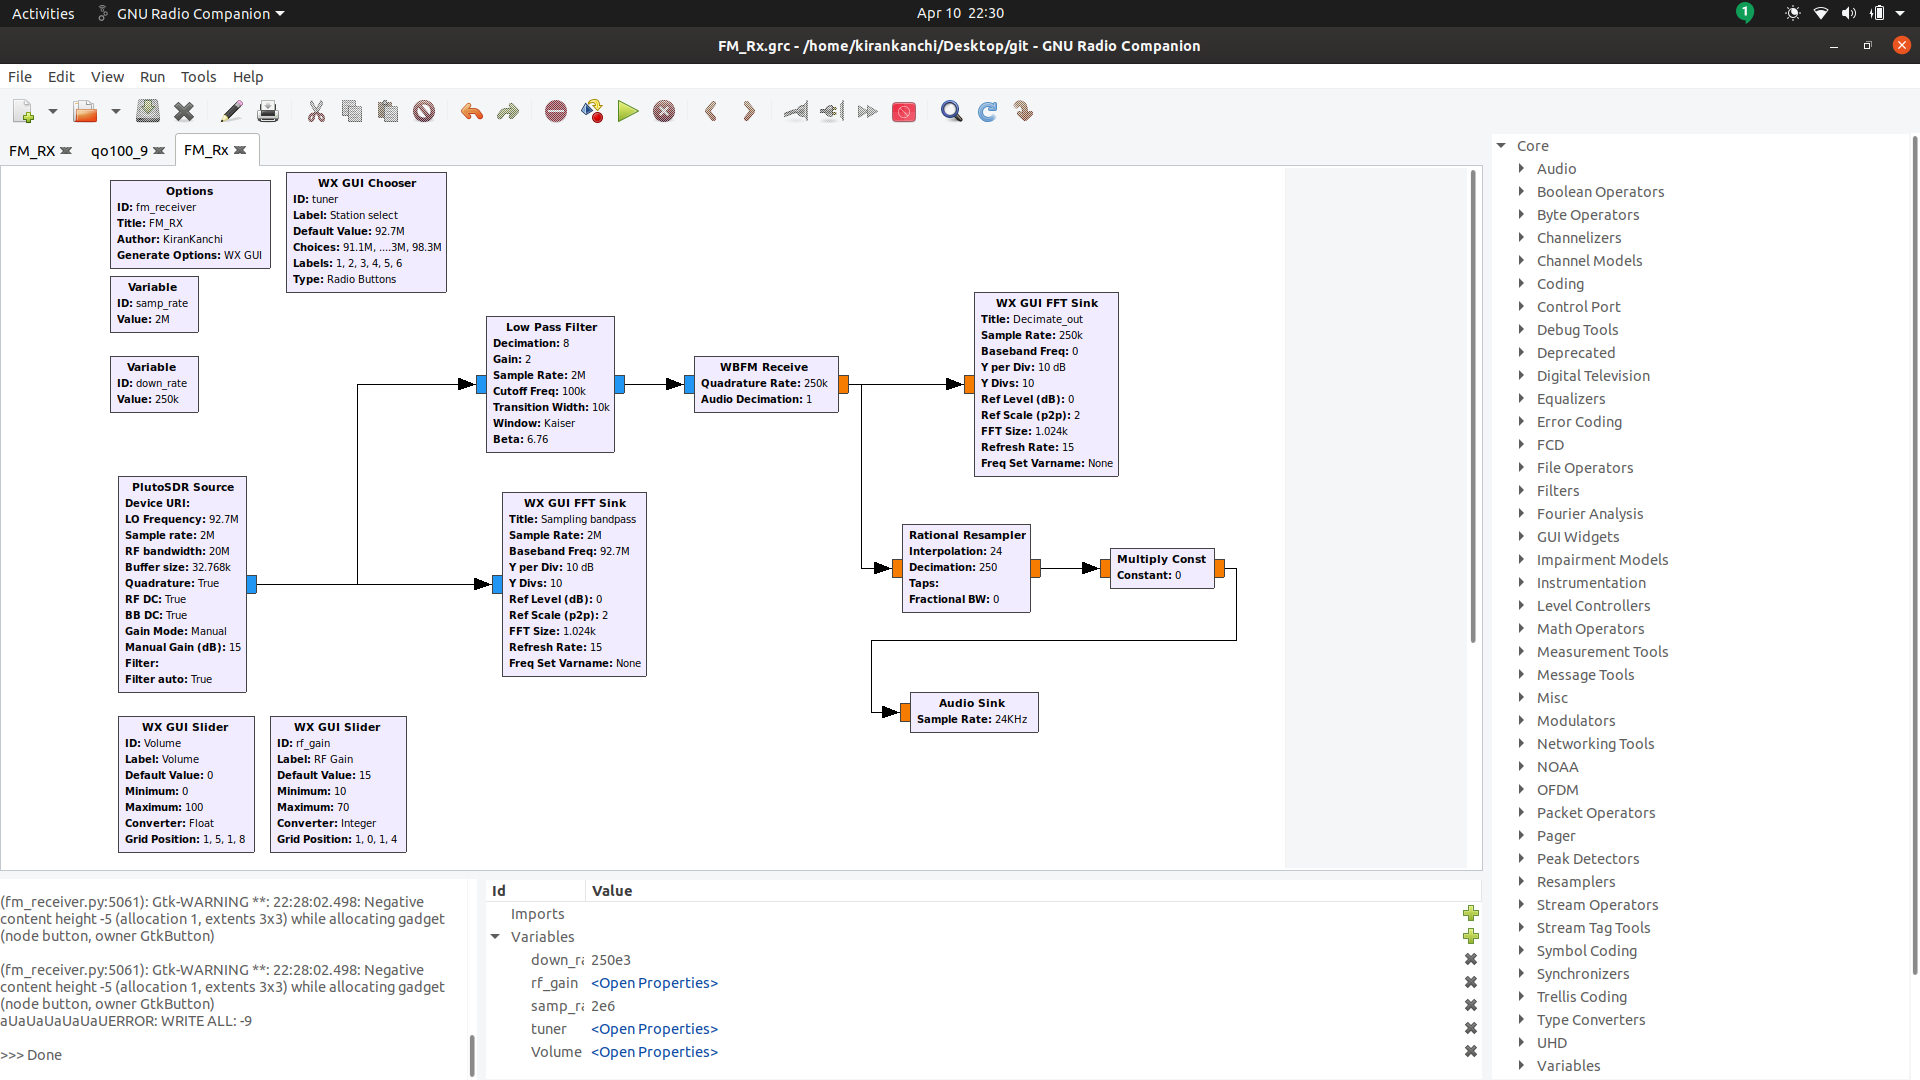 Activities
GNU Radio Companion
Apr 10 22:30
1
FM_Rx.grc - /home/kirankanchi/Desktop/git - GNU Radio Companion
File Edit View Run Tools Help
FM_RX
qo100_9
FM_Rx
Options
ID: fm_receiver
Title: FM_RX
Author: KiranKanchi
Generate Options: WX GUI
WX GUI Chooser
ID: tuner
Label: Station select
Default Value: 92.7M
Choices: 91.1M, ....3M, 98.3M
Labels: 1, 2, 3, 4, 5, 6
Type: Radio Buttons
Variable
ID: samp_rate
Value: 2M
Variable
ID: down_rate
Value: 250k
Low Pass Filter
Decimation: 8
Gain: 2
Sample Rate: 2M
Cutoff Freq: 100k
Transition Width: 10k
Window: Kaiser
Beta: 6.76
WBFM Receive
Quadrature Rate: 250k
Audio Decimation: 1
WX GUI FFT Sink
Title: Decimate_out
Sample Rate: 250k
Baseband Freq: 0
Y per Div: 10 dB
Y Divs: 10
Ref Level (dB): 0
Ref Scale (p2p): 2
FFT Size: 1.024k
Refresh Rate: 15
Freq Set Varname: None
PlutoSDR Source
Device URI:
LO Frequency: 92.7M
Sample rate: 2M
RF bandwidth: 20M
Buffer size: 32.768k
Quadrature: True
RF DC: True
BB DC: True
Gain Mode: Manual
Manual Gain (dB): 15
Filter:
Filter auto: True
WX GUI FFT Sink
Title: Sampling bandpass
Sample Rate: 2M
Baseband Freq: 92.7M
Y per Div: 10 dB
Y Divs: 10
Ref Level (dB): 0
Ref Scale (p2p): 2
FFT Size: 1.024k
Refresh Rate: 15
Freq Set Varname: None
Rational Resampler
Interpolation: 24
Decimation: 250
Taps:
Fractional BW: 0
Multiply Const
Constant: 0
Audio Sink
Sample Rate: 24KHz
WX GUI Slider
ID: Volume
Label: Volume
Default Value: 0
Minimum: 0
Maximum: 100
Converter: Float
Grid Position: 1, 5, 1, 8
WX GUI Slider
ID: rf_gain
Label: RF Gain
Default Value: 15
Minimum: 10
Maximum: 70
Converter: Integer
Grid Position: 1, 0, 1, 4
(fm_receiver.py:5061): Gtk-WARNING **: 22:28:02.498: Negative
content height -5 (allocation 1, extents 3x3) while allocating gadget
(node button, owner GtkButton)
(fm_receiver.py:5061): Gtk-WARNING **: 22:28:02.498: Negative
content height -5 (allocation 1, extents 3x3) while allocating gadget
(node button, owner GtkButton)
aUaUaUaUaUaUERROR: WRITE ALL: -9
>>> Done
Id Value
Imports
Variables
down_ra 250e3
rf_gain <Open Properties>
samp_ra 2e6
tuner <Open Properties>
Volume <Open Properties>
Core
Audio
Boolean Operators
Byte Operators
Channelizers
Channel Models
Coding
Control Port
Debug Tools
Deprecated
Digital Television
Equalizers
Error Coding
FCD
File Operators
Filters
Fourier Analysis
GUI Widgets
Impairment Models
Instrumentation
Level Controllers
Math Operators
Measurement Tools
Message Tools
Misc
Modulators
Networking Tools
NOAA
OFDM
Packet Operators
Pager
Peak Detectors
Resamplers
Stream Operators
Stream Tag Tools
Symbol Coding
Synchronizers
Trellis Coding
Type Converters
UHD
Variables